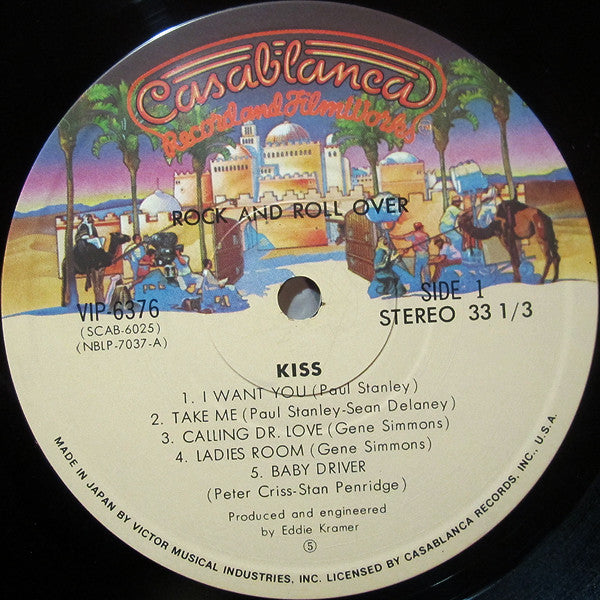 Casablanca
Record and FilmWorks
ROCK AND ROLL OVER
VIP-6376
(SCAB-6025)
(NBLP-7037-A)
SIDE 1
STEREO 33 1/3
KISS
1. I WANT YOU (Paul Stanley)
2. TAKE ME (Paul Stanley-Sean Delaney)
3. CALLING DR. LOVE (Gene Simmons)
4. LADIES ROOM (Gene Simmons)
5. BABY DRIVER
(Peter Criss-Stan Penridge)
Produced and engineered
by Eddie Kramer
⑤
MADE IN JAPAN BY VICTOR MUSICAL INDUSTRIES, INC. LICENSED BY CASABLANCA RECORDS, INC., U.S.A.